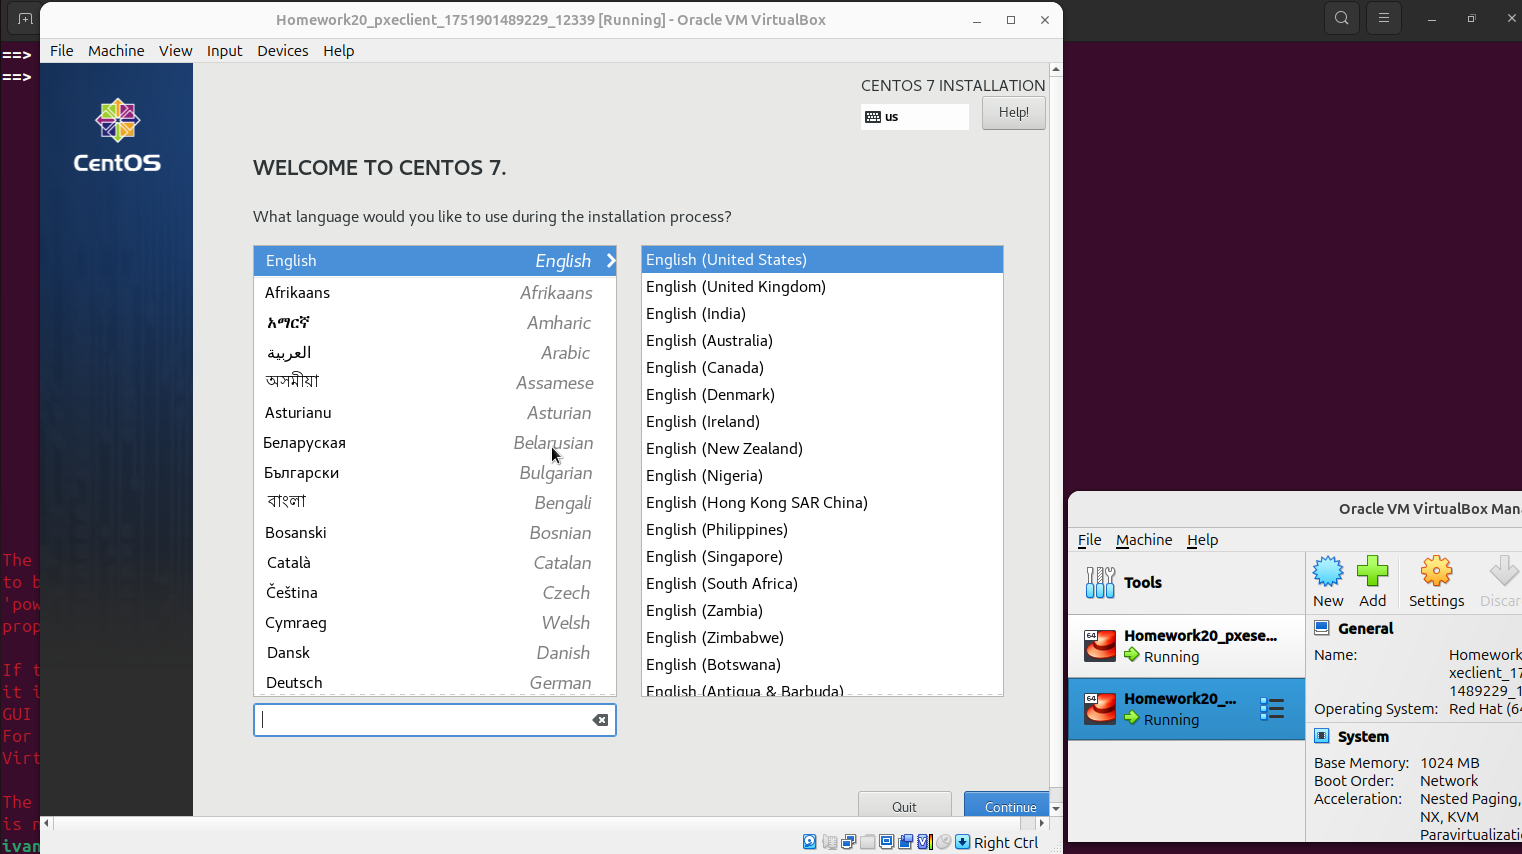 Homework20_pxeclient_1751901489229_12339 [Running] - Oracle VM VirtualBox
File Machine View Input Devices Help
==>
==>
CentOS
CENTOS 7 INSTALLATION
us
Help!
WELCOME TO CENTOS 7.
What language would you like to use during the installation process?
English English
Afrikaans Afrikaans
አማርኛ Amharic
العربية Arabic
অসমীয়া Assamese
Asturianu Asturian
Беларуская Belarusian
Български Bulgarian
বাংলা Bengali
Bosanski Bosnian
Català Catalan
Čeština Czech
Cymraeg Welsh
Dansk Danish
Deutsch German
English (United States)
English (United Kingdom)
English (India)
English (Australia)
English (Canada)
English (Denmark)
English (Ireland)
English (New Zealand)
English (Nigeria)
English (Hong Kong SAR China)
English (Philippines)
English (Singapore)
English (South Africa)
English (Zambia)
English (Zimbabwe)
English (Botswana)
English (Antigua & Barbuda)
Quit
Continue
Right Ctrl
The
to b
'pow
prop
If t
it i
GUI
For
Virt
The
is n
ivan
Oracle VM VirtualBox Man
File Machine Help
Tools
New Add Settings Discar
64
Homework20_pxese...
Running
64
Homework20_...
Running
General
Name: Homework
xeclient_17
1489229_1
Operating System: Red Hat (64
System
Base Memory: 1024 MB
Boot Order: Network
Acceleration: Nested Paging,
NX, KVM
Paravirtualizati